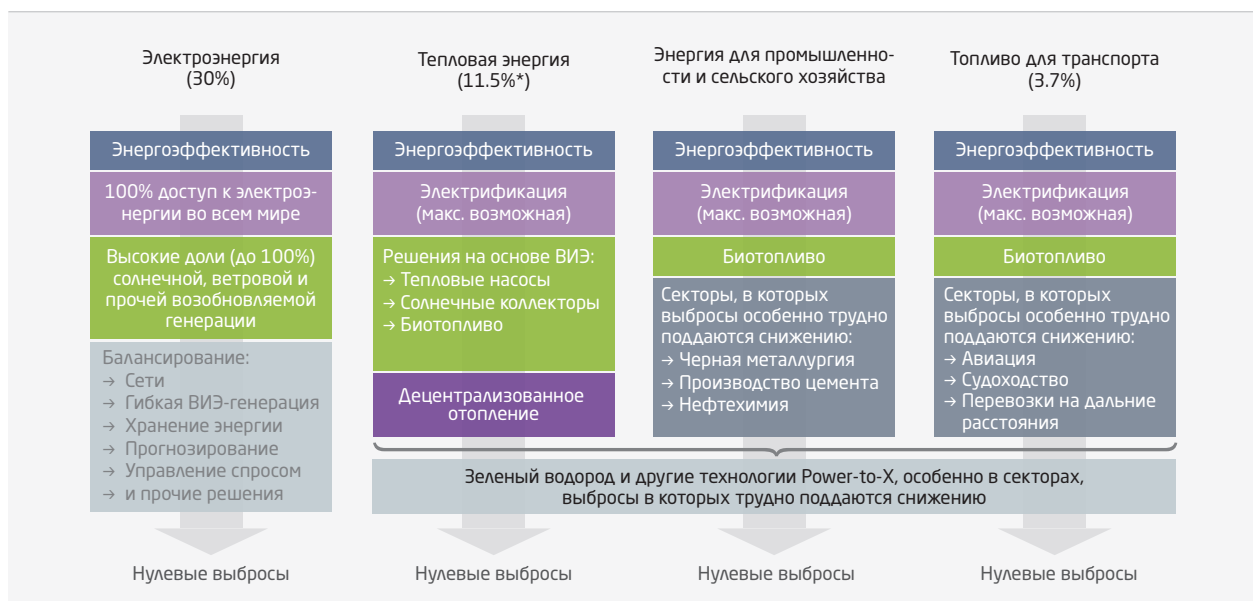 Электроэнергия
(30%)
Энергоэффективность
100% доступ к электроэ-
нергии во всем мире
Высокие доли (до 100%)
солнечной, ветровой и
прочей возобновляемой
генерации
Балансирование:
→ Сети
→ Гибкая ВИЭ-генерация
→ Хранение энергии
→ Прогнозирование
→ Управление спросом
→ и прочие решения
Нулевые выбросы
Тепловая энергия
(11.5%*)
Энергоэффективность
Электрификация
(макс. возможная)
Решения на основе ВИЭ:
→ Тепловые насосы
→ Солнечные коллекторы
→ Биотопливо
Децентрализованное
отопление
Энергия для промышленно-
сти и сельского хозяйства
Энергоэффективность
Электрификация
(макс. возможная)
Биотопливо
Секторы, в которых
выбросы особенно трудно
поддаются снижению:
→ Черная металлургия
→ Производство цемента
→ Нефтехимия
Топливо для транспорта
(3.7%)
Энергоэффективность
Электрификация
(макс. возможная)
Биотопливо
Секторы, в которых
выбросы особенно трудно
поддаются снижению:
→ Авиация
→ Судоходство
→ Перевозки на дальние
расстояния
Зеленый водород и другие технологии Power-to-X, особенно в секторах,
выбросы в которых трудно поддаются снижению
Нулевые выбросы
Нулевые выбросы
Нулевые выбросы